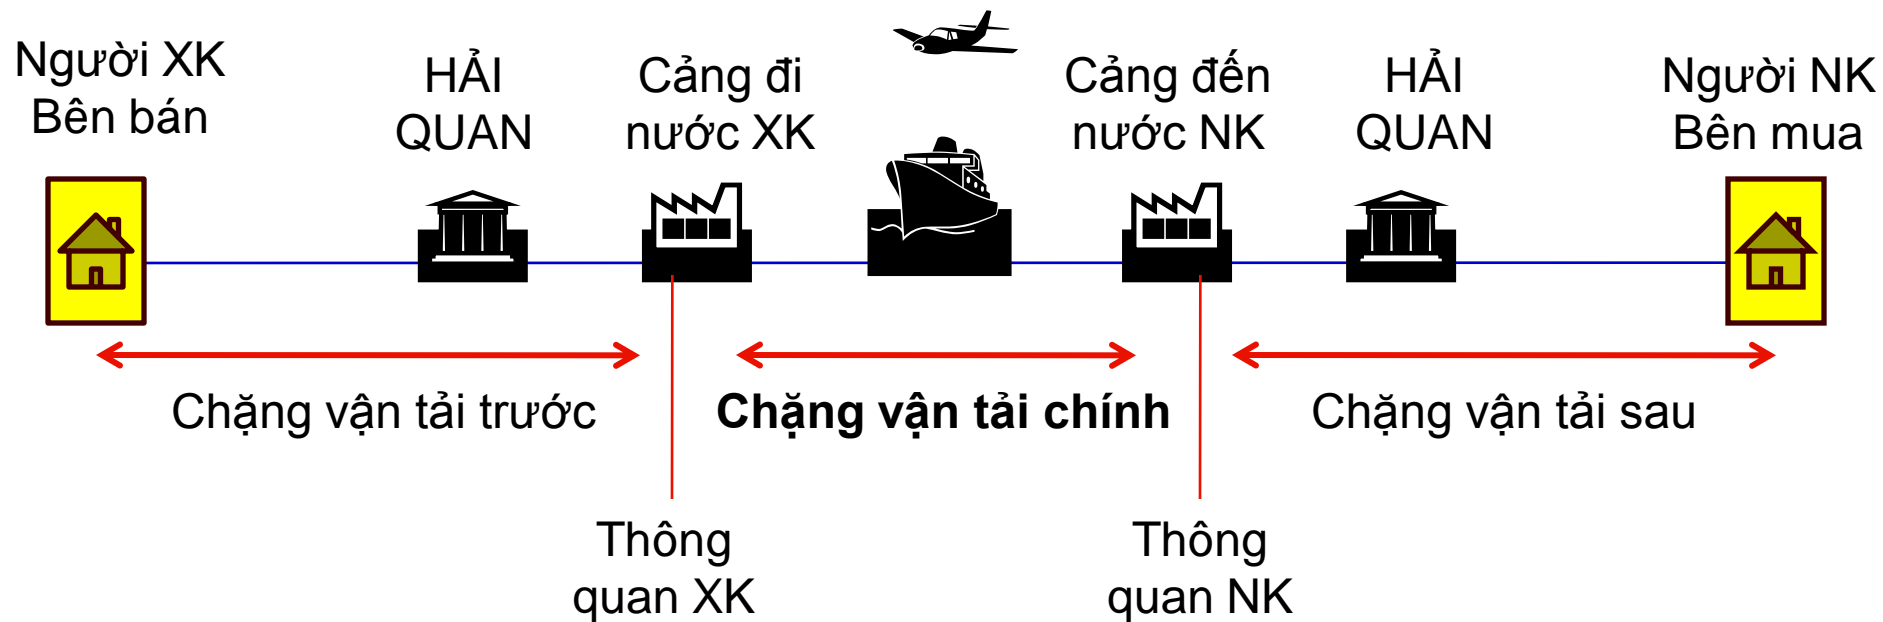 Người XK
Bên bán
HẢI
QUAN
Cảng đi
nước XK
Cảng đến
nước NK
HẢI
QUAN
Người NK
Bên mua
Chặng vận tải trước
Chặng vận tải chính
Chặng vận tải sau
Thông
quan XK
Thông
quan NK